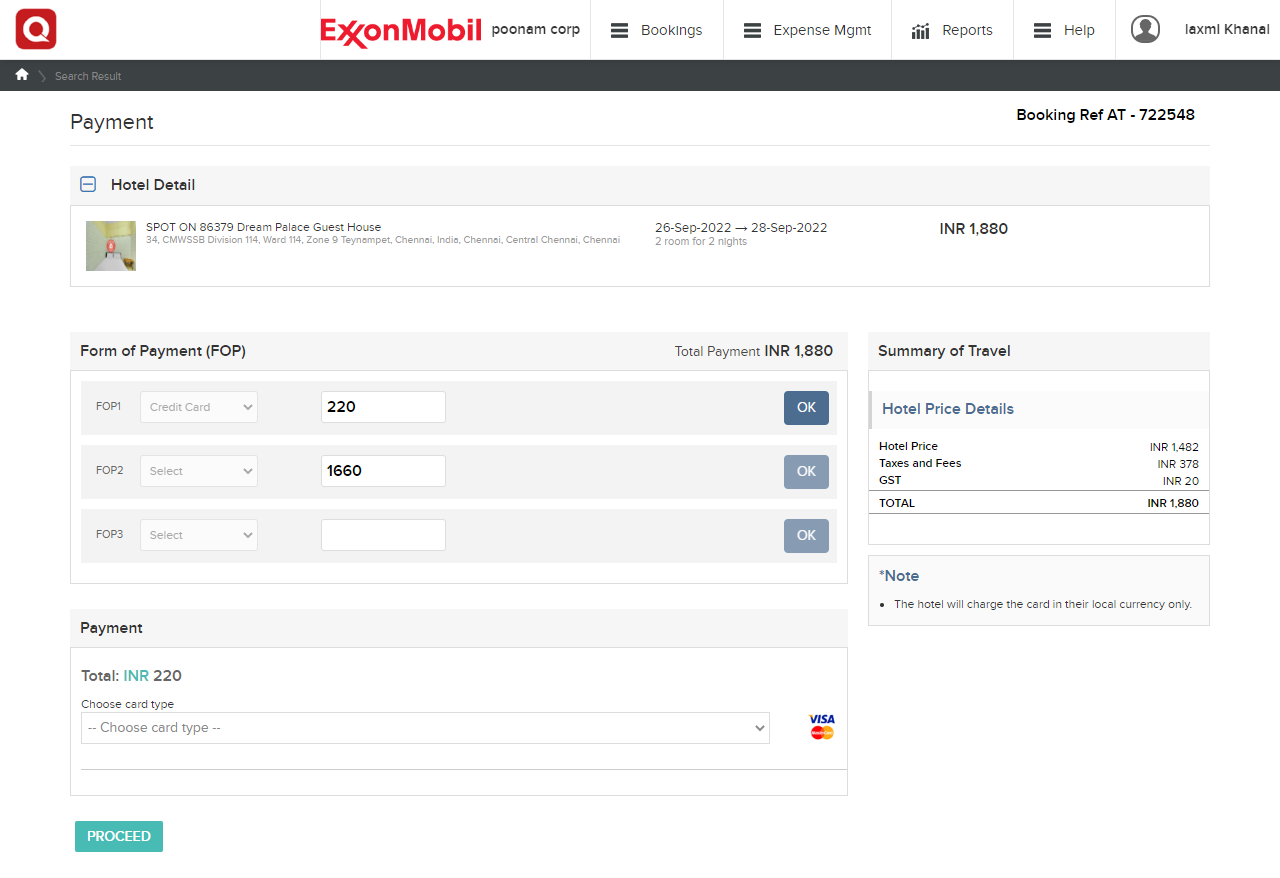 Q
ExxonMobil poonam corp Bookings Expense Mgmt Reports Help laxmi Khanal
Search Result
Payment
Booking Ref AT - 722548
Hotel Detail
SPOT ON 86379 Dream Palace Guest House
34, CMWSSB Division 114, Ward 114, Zone 9 Teynampet, Chennai, India, Chennai, Central Chennai, Chennai
26-Sep-2022 → 28-Sep-2022
2 room for 2 nights
INR 1,880
Form of Payment (FOP)
Total Payment INR 1,880
FOP1 Credit Card 220 OK
FOP2 Select 1660 OK
FOP3 Select OK
Summary of Travel
Hotel Price Details
Hotel Price INR 1,482
Taxes and Fees INR 378
GST INR 20
TOTAL INR 1,880
*Note
• The hotel will charge the card in their local currency only.
Payment
Total: INR 220
Choose card type
-- Choose card type --
VISA
MasterCard
PROCEED